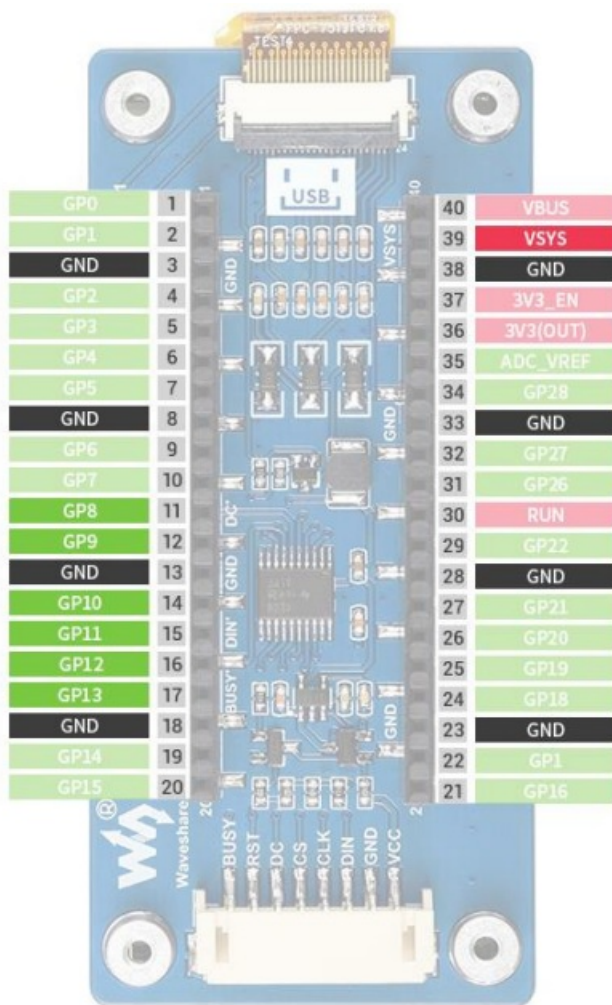 TEST
USB
GP0 1
GP1 2
GND 3
GP2 4
GP3 5
GP4 6
GP5 7
GND 8
GP6 9
GP7 10
GP8 11
GP9 12
GND 13
GP10 14
GP11 15
GP12 16
GP13 17
GND 18
GP14 19
GP15 20
1
GND
DC'
GND
DIN'
BUSY'
20
40
VSYS
GND
GND
2
40 VBUS
39 VSYS
38 GND
37 3V3_EN
36 3V3(OUT)
35 ADC_VREF
34 GP28
33 GND
32 GP27
31 GP26
30 RUN
29 GP22
28 GND
27 GP21
26 GP20
25 GP19
24 GP18
23 GND
22 GP1
21 GP16
®
Waveshare
BUSY
RST
DC
CS
CLK
DIN
GND
VCC